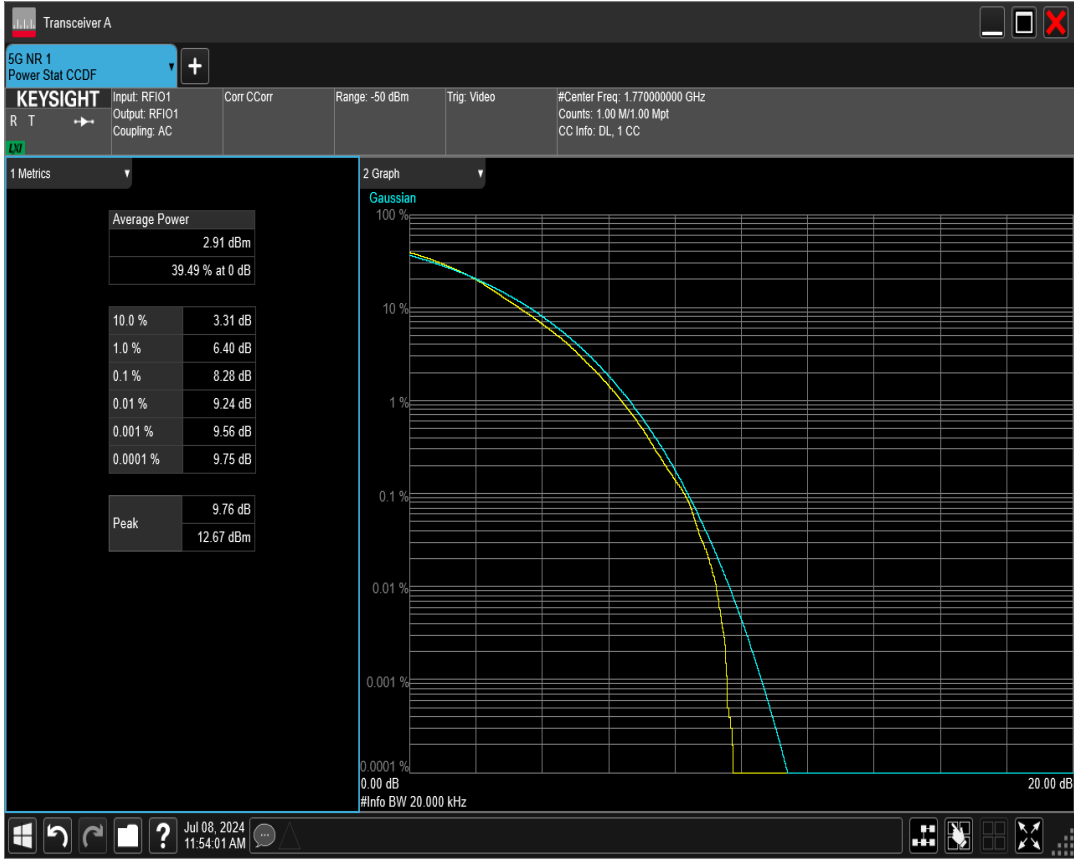 Transceiver A
5G NR 1
Power Stat CCDF
+
KEYSIGHT
R T
LXI
Input: RFIO1
Output: RFIO1
Coupling: AC
Corr CCorr
Range: -50 dBm
Trig: Video
#Center Freq: 1.770000000 GHz
Counts: 1.00 M/1.00 Mpt
CC Info: DL, 1 CC
1 Metrics
Average Power
2.91 dBm
39.49 % at 0 dB
10.0 % 3.31 dB
1.0 % 6.40 dB
0.1 % 8.28 dB
0.01 % 9.24 dB
0.001 % 9.56 dB
0.0001 % 9.75 dB
Peak 9.76 dB
12.67 dBm
2 Graph
Gaussian
100 %
10 %
1 %
0.1 %
0.01 %
0.001 %
0.0001 %
0.00 dB 20.00 dB
#Info BW 20.000 kHz
?
Jul 08, 2024
11:54:01 AM